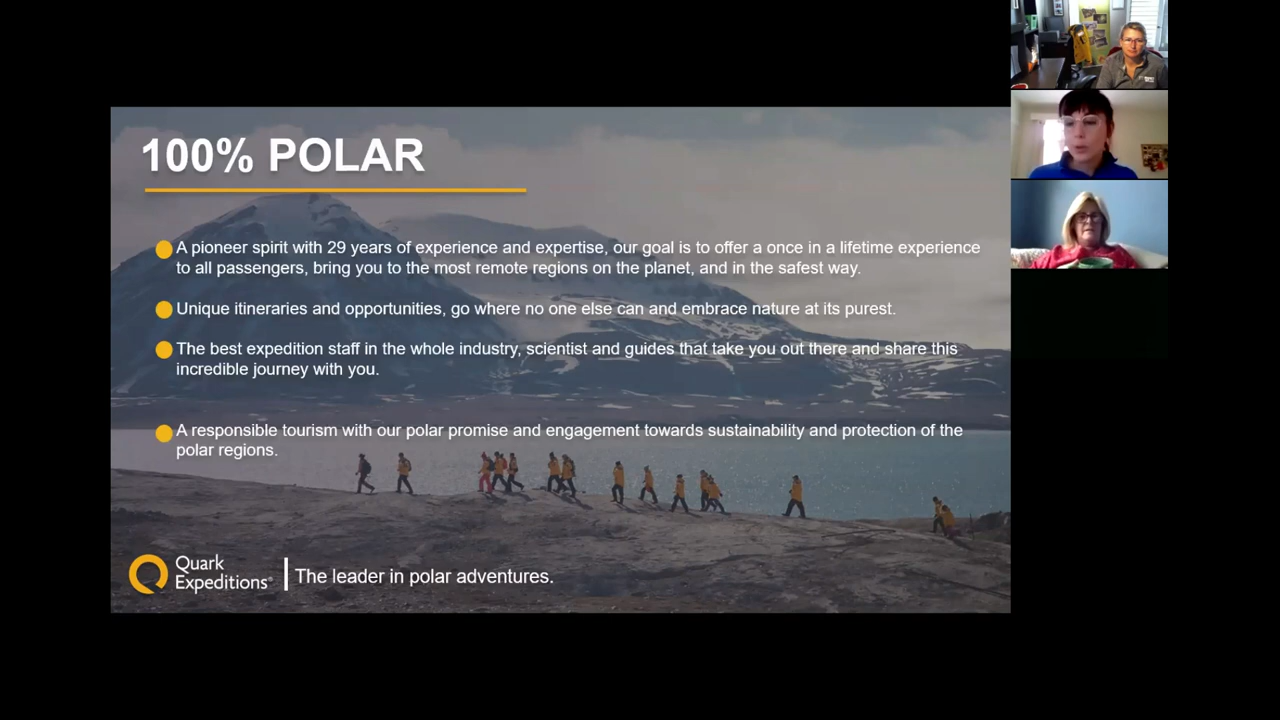 100% POLAR
A pioneer spirit with 29 years of experience and expertise, our goal is to offer a once in a lifetime experience
to all passengers, bring you to the most remote regions on the planet, and in the safest way.
Unique itineraries and opportunities, go where no one else can and embrace nature at its purest.
The best expedition staff in the whole industry, scientist and guides that take you out there and share this
incredible journey with you.
A responsible tourism with our polar promise and engagement towards sustainability and protection of the
polar regions.
Quark
Expeditions®
The leader in polar adventures.